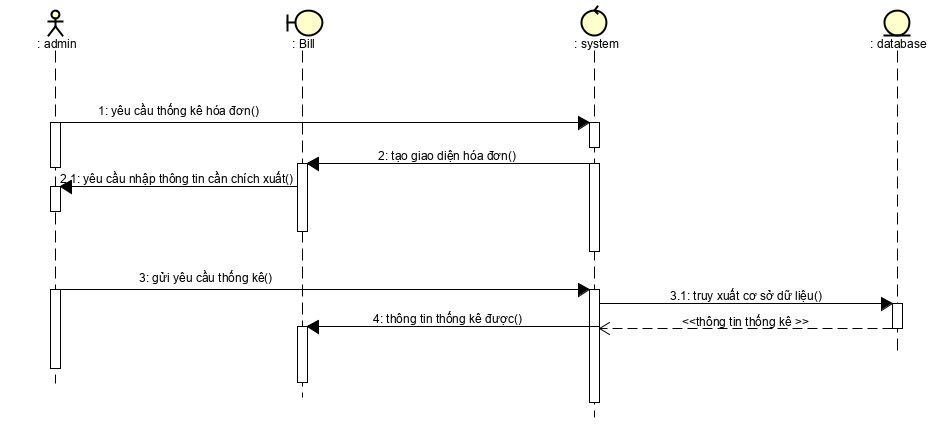 : admin
: Bill
: system
: database
1: yêu cầu thống kê hóa đơn()
2: tạo giao diện hóa đơn()
2.1: yêu cầu nhập thông tin cần chích xuất()
3: gửi yêu cầu thống kê()
3.1: truy xuất cơ sở dữ liệu()
4: thông tin thống kê được()
<<thông tin thống kê >>